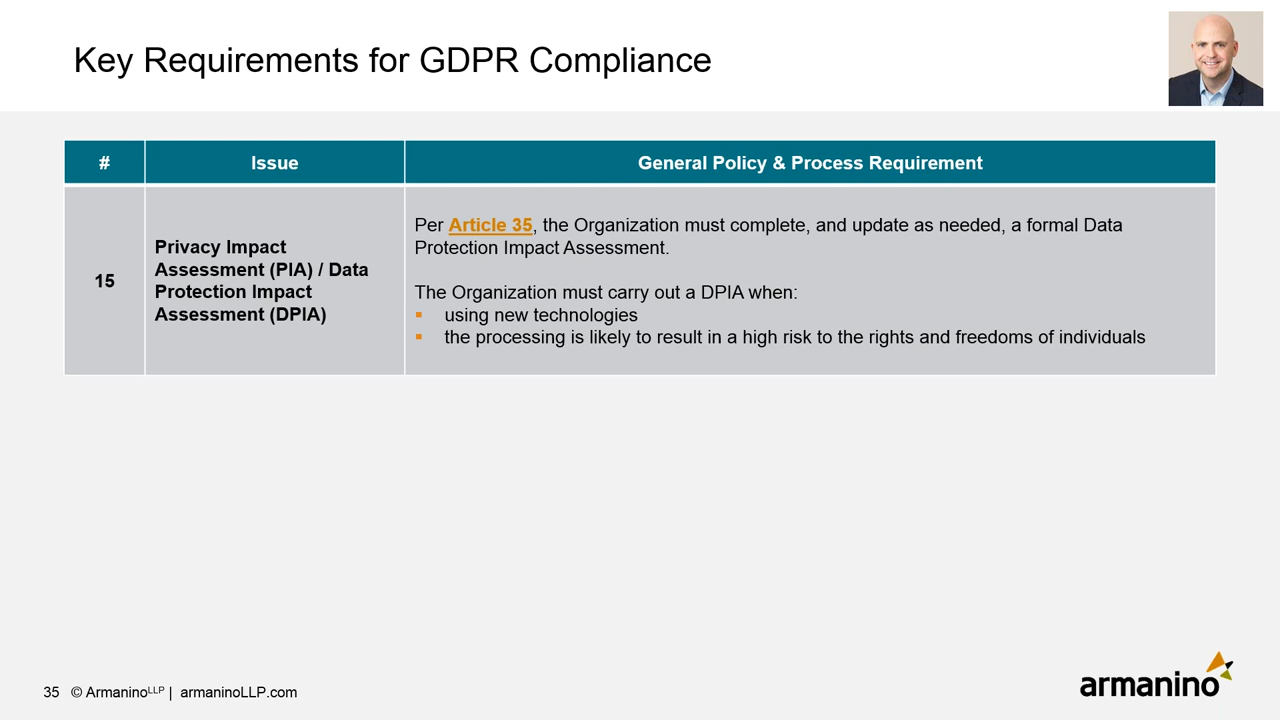 Key Requirements for GDPR Compliance
# Issue General Policy & Process Requirement
15
Privacy Impact
Assessment (PIA) / Data
Protection Impact
Assessment (DPIA)
Per Article 35, the Organization must complete, and update as needed, a formal Data
Protection Impact Assessment.
The Organization must carry out a DPIA when:
▪ using new technologies
▪ the processing is likely to result in a high risk to the rights and freedoms of individuals
35 © ArmaninoLLP | armaninoLLP.com
armanino